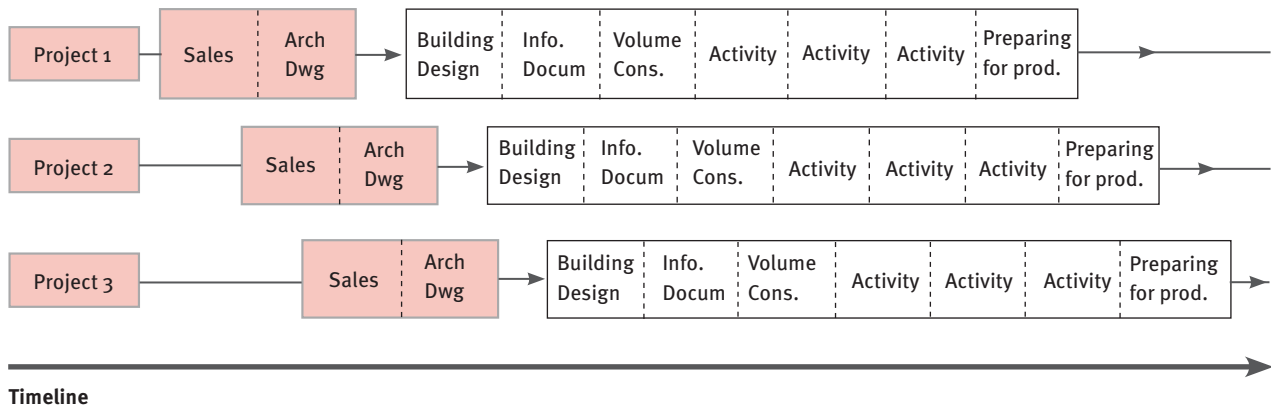 Project 1
Sales
Arch
Dwg
Building
Design
Info.
Docum
Volume
Cons.
Activity
Activity
Activity
Preparing
for prod.
Project 2
Sales
Arch
Dwg
Building
Design
Info.
Docum
Volume
Cons.
Activity
Activity
Activity
Preparing
for prod.
Project 3
Sales
Arch
Dwg
Building
Design
Info.
Docum
Volume
Cons.
Activity
Activity
Activity
Preparing
for prod.
Timeline